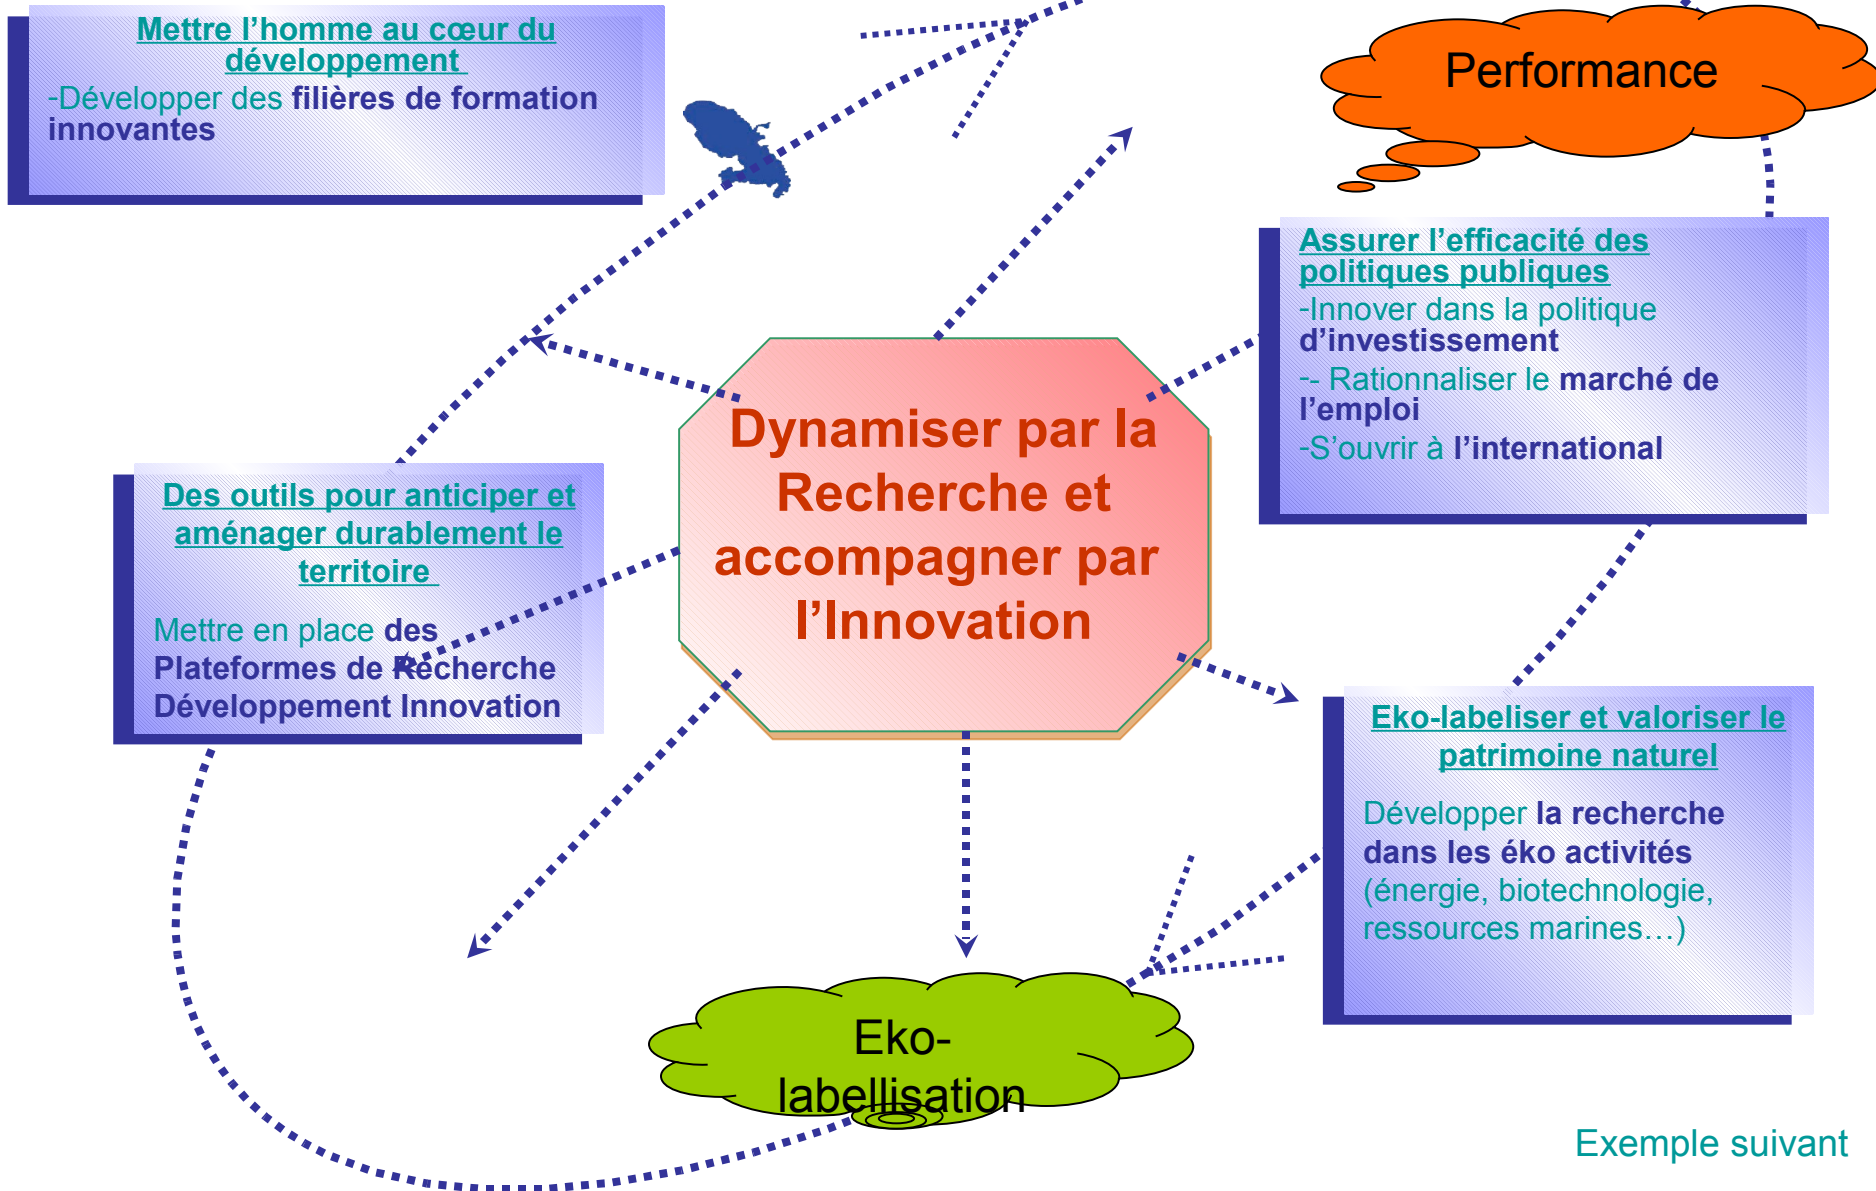 Mettre l’homme au cœur du
développement
-Développer des filières de formation
innovantes
Performance
Assurer l’efficacité des
politiques publiques
-Innover dans la politique
d’investissement
-- Rationnaliser le marché de
l’emploi
-S’ouvrir à l’international
Dynamiser par la
Recherche et
accompagner par
l’Innovation
Des outils pour anticiper et
aménager durablement le
territoire
Mettre en place des
Plateformes de Recherche
Développement Innovation
Eko-labeliser et valoriser le
patrimoine naturel
Développer la recherche
dans les éko activités
(énergie, biotechnologie,
ressources marines…)
Eko-
labellisation
Exemple suivant